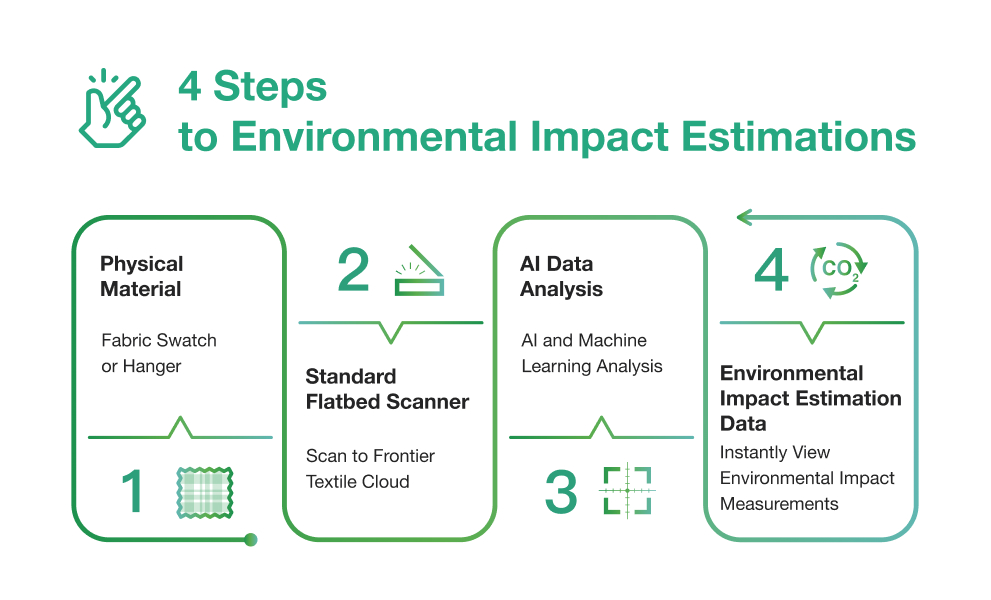 4 Steps
to Environmental Impact Estimations
Physical
Material
Fabric Swatch
or Hanger
1
2
Standard
Flatbed Scanner
Scan to Frontier
Textile Cloud
AI Data
Analysis
AI and Machine
Learning Analysis
3
4
CO2
Environmental
Impact Estimation
Data
Instantly View
Environmental Impact
Measurements